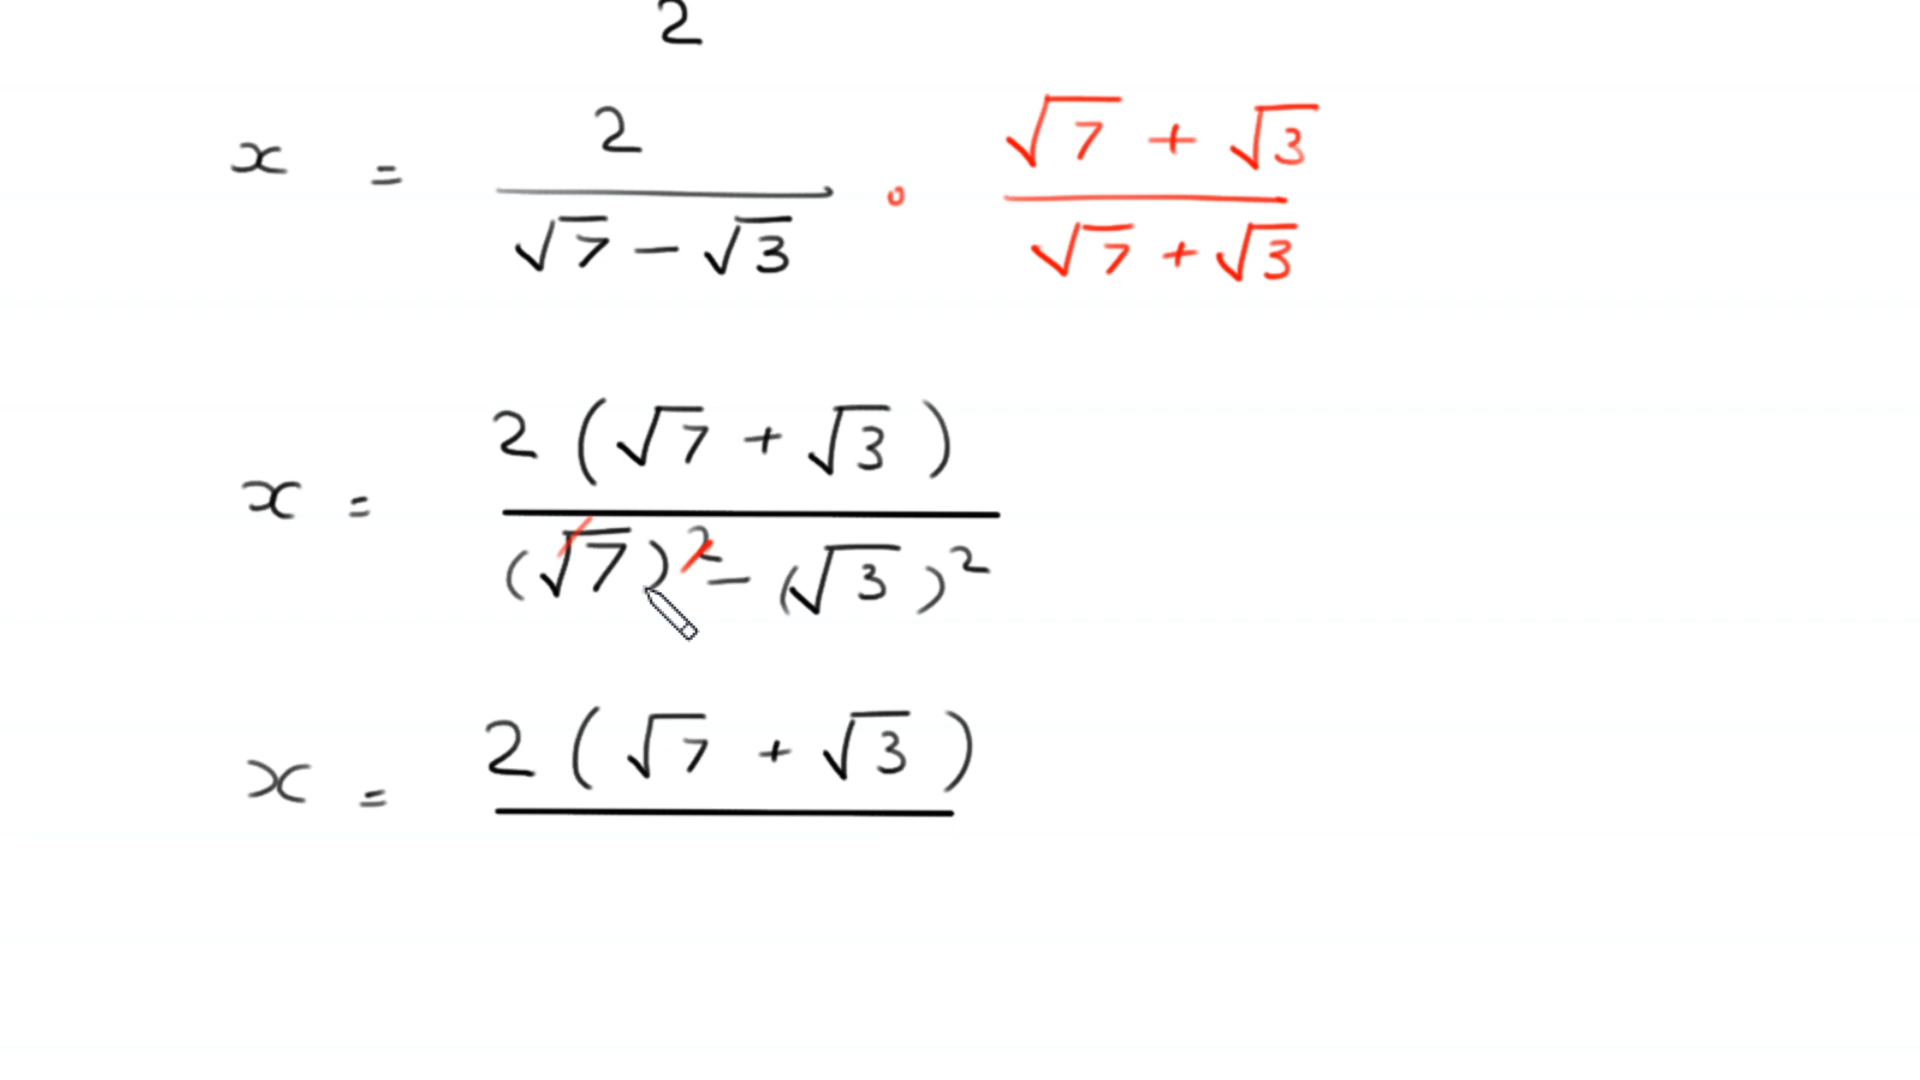 2
x = 2 / (√7 - √3) ∘ (√7 + √3) / (√7 + √3)
x = 2 (√7 + √3) / ((√7)² - (√3)²)
x = 2 (√7 + √3)